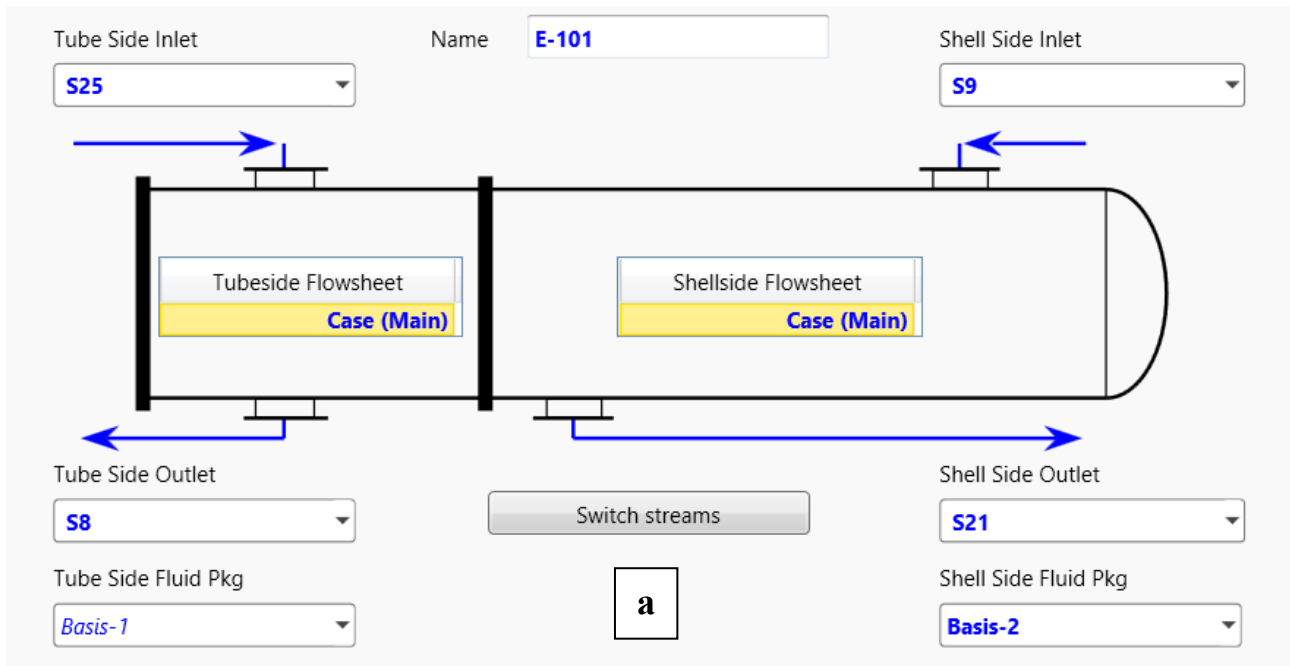 Tube Side Inlet
Name
E-101
Shell Side Inlet
S25
S9
Tubeside Flowsheet
Case (Main)
Shellside Flowsheet
Case (Main)
Tube Side Outlet
Shell Side Outlet
S8
Switch streams
S21
Tube Side Fluid Pkg
Shell Side Fluid Pkg
a
Basis-1
Basis-2